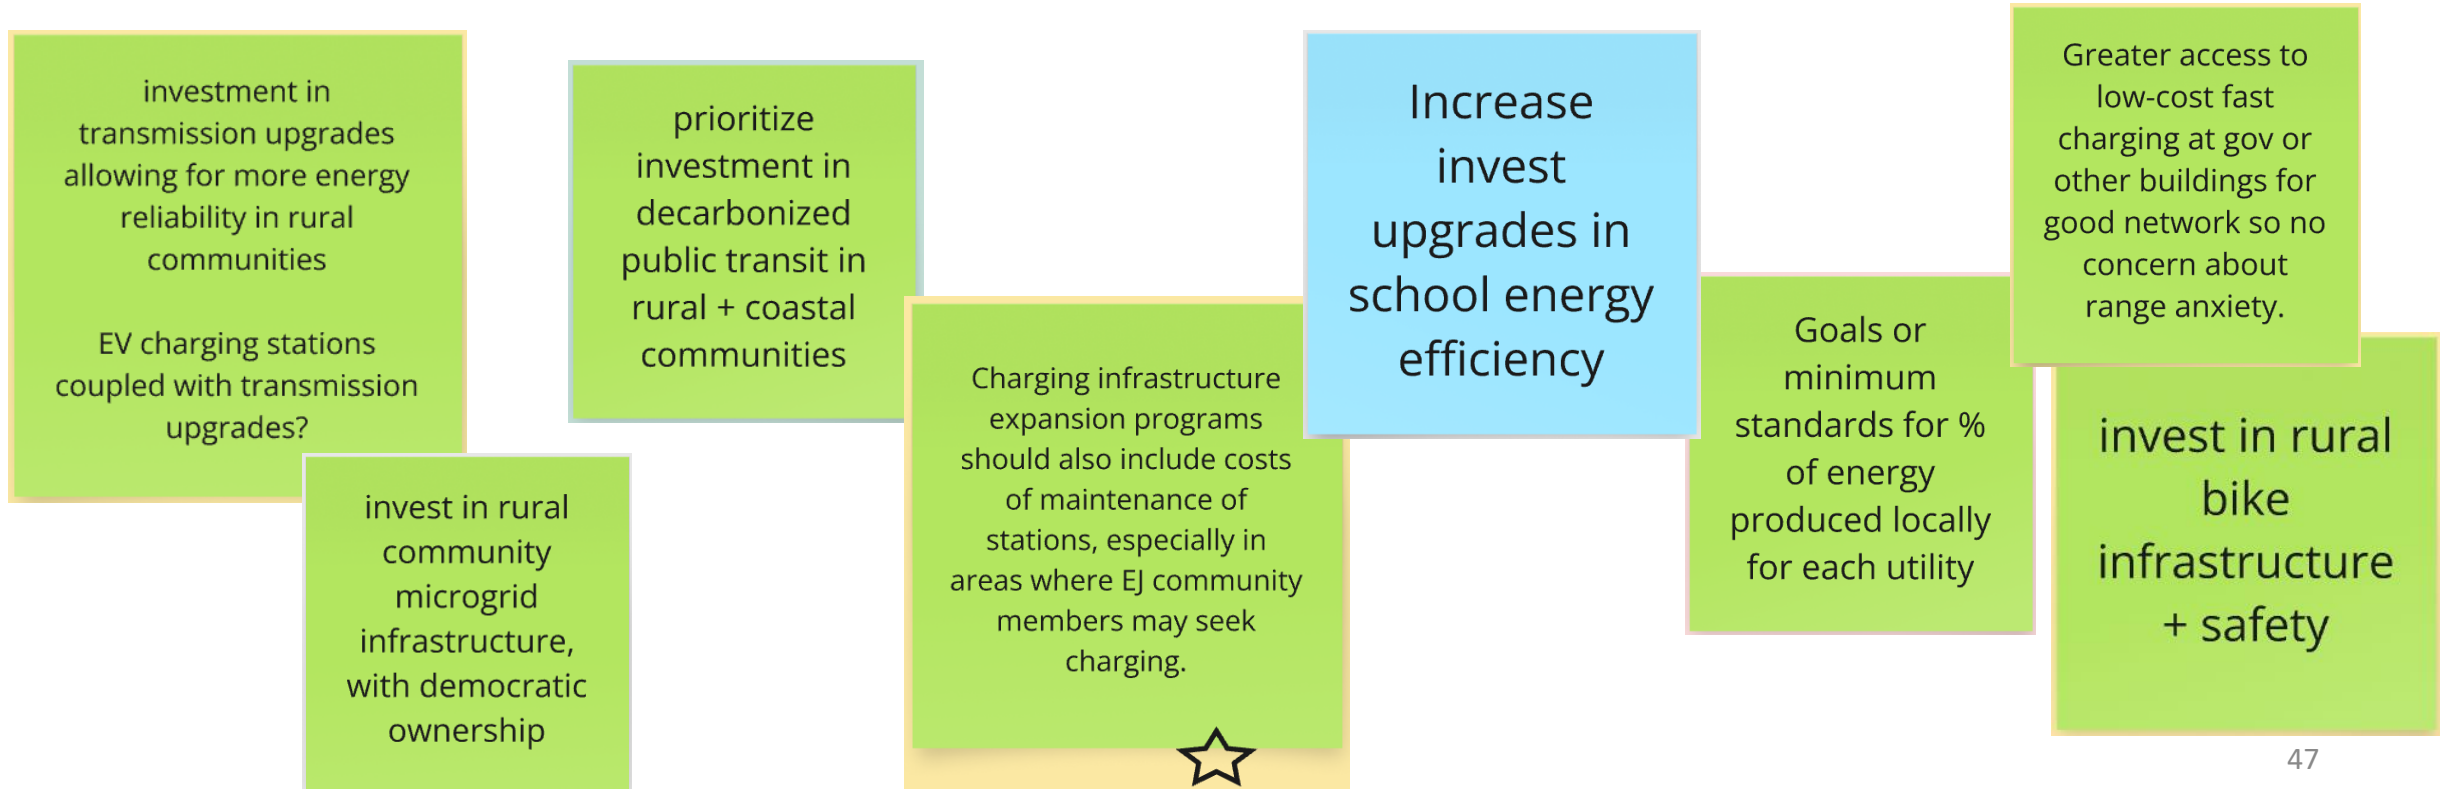 investment in
transmission upgrades
allowing for more energy
reliability in rural
communities
EV charging stations
coupled with transmission
upgrades?
invest in rural
community
microgrid
infrastructure,
with democratic
ownership
prioritize
investment in
decarbonized
public transit in
rural + coastal
communities
Charging infrastructure
expansion programs
should also include costs
of maintenance of
stations, especially in
areas where EJ community
members may seek
charging.
Increase
invest
upgrades in
school energy
efficiency
Goals or
minimum
standards for %
of energy
produced locally
for each utility
Greater access to
low-cost fast
charging at gov or
other buildings for
good network so no
concern about
range anxiety.
invest in rural
bike
infrastructure
+ safety
47